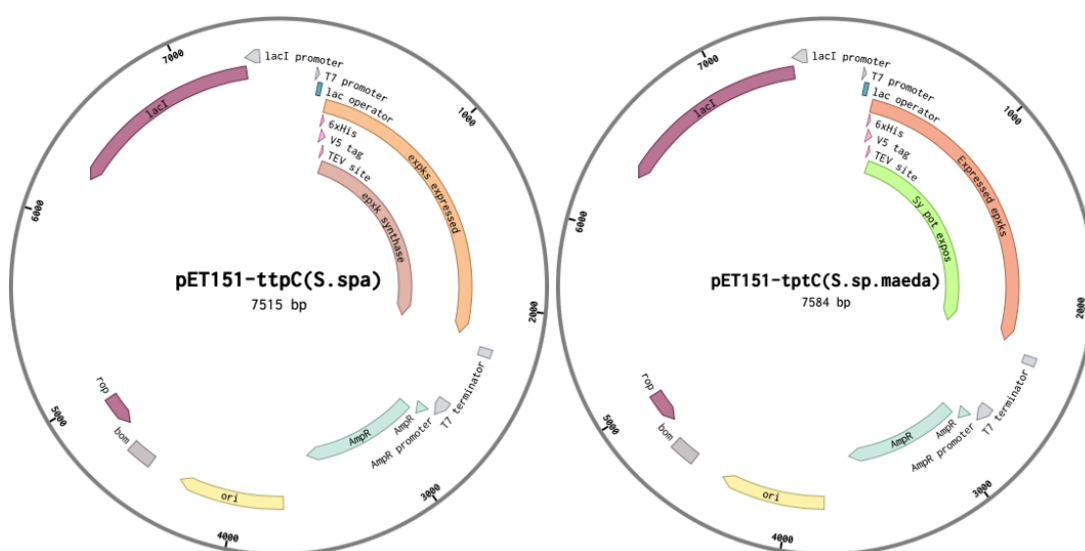 7000
lacI promoter
T7 promoter
lac operator
1000
lacI
6xHis
V5 tag
TEV site
expks expressed
epxk synthase
6000
pET151-ttpC(S.spa)
7515 bp
2000
T7 terminator
rop
AmpR
AmpR promoter
AmpR
5000
bom
ori
3000
4000
7000
lacI promoter
T7 promoter
lac operator
1000
lacI
6xHis
V5 tag
TEV site
Expressed epxks
Sy pot expos
6000
pET151-tptC(S.sp.maeda)
7584 bp
2000
T7 terminator
rop
AmpR
AmpR promoter
AmpR
5000
bom
ori
3000
4000